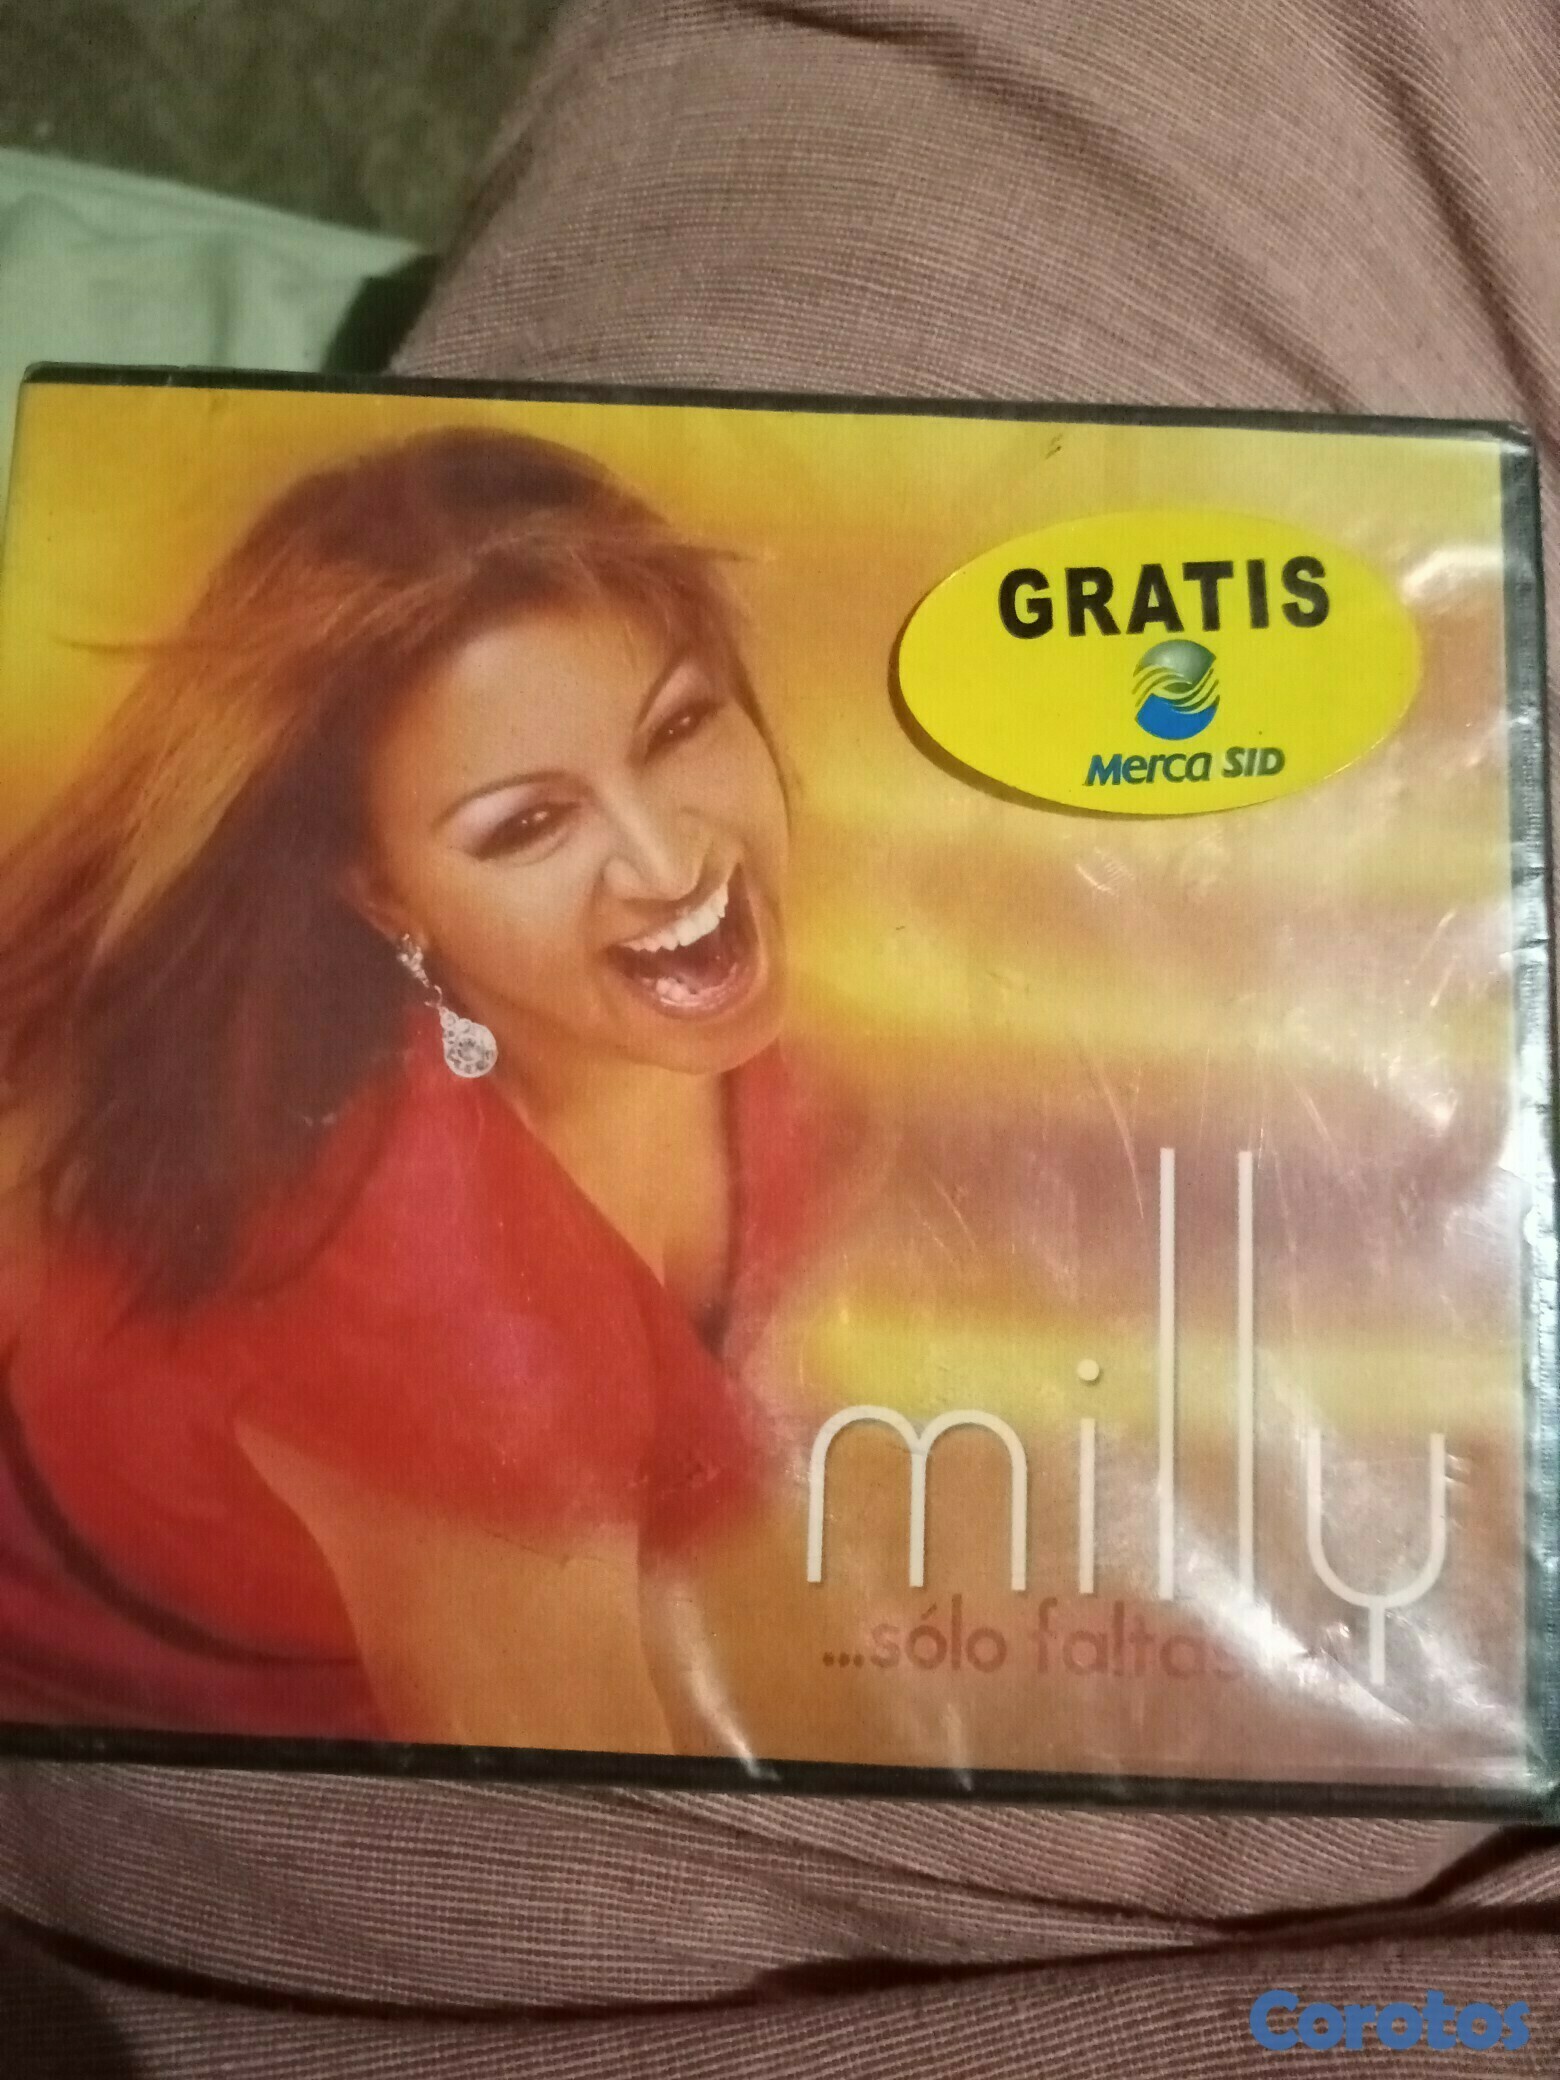 GRATIS
Merca SID
milly
...sólo faltas
Corotos